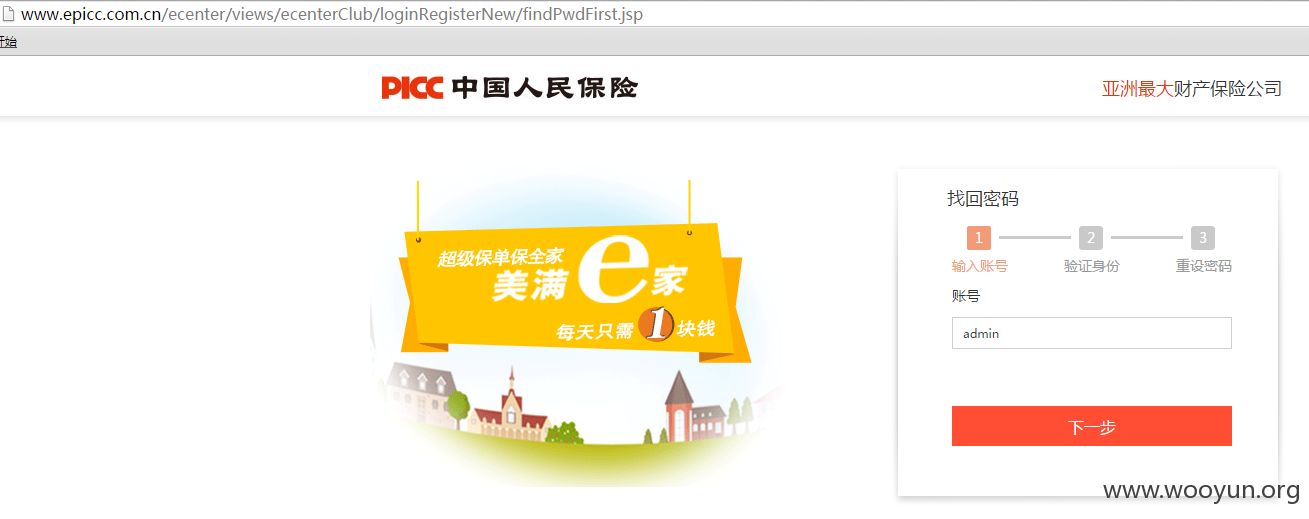 www.epicc.com.cn/ecenter/views/ecenterClub/loginRegisterNew/findPwdFirst.jsp
开始
PICC 中国人民保险
亚洲最大财产保险公司
超级保单保全家
美满e家
每天只需1块钱
找回密码
1 2 3
输入账号 验证身份 重设密码
账号
admin
下一步
www.wooyun.org